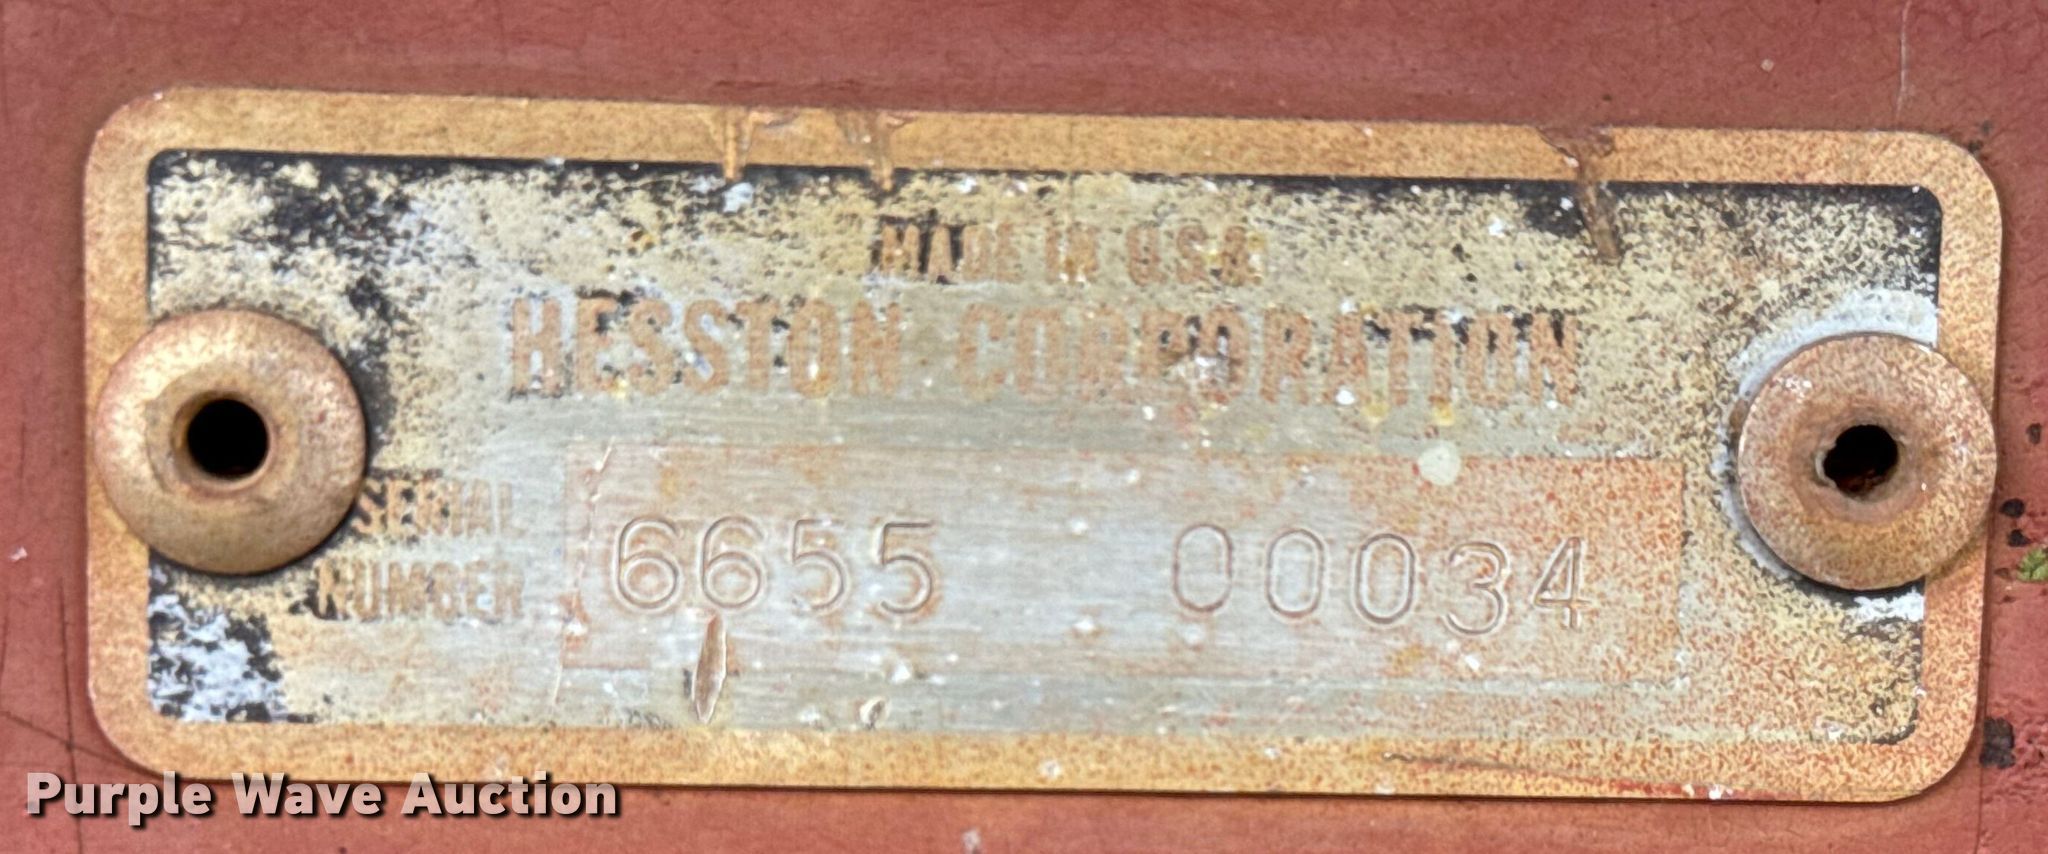 MADE IN U.S.A.
HESSTON CORPORATION
SERIAL
NUMBER
6655 00034
Purple Wave Auction